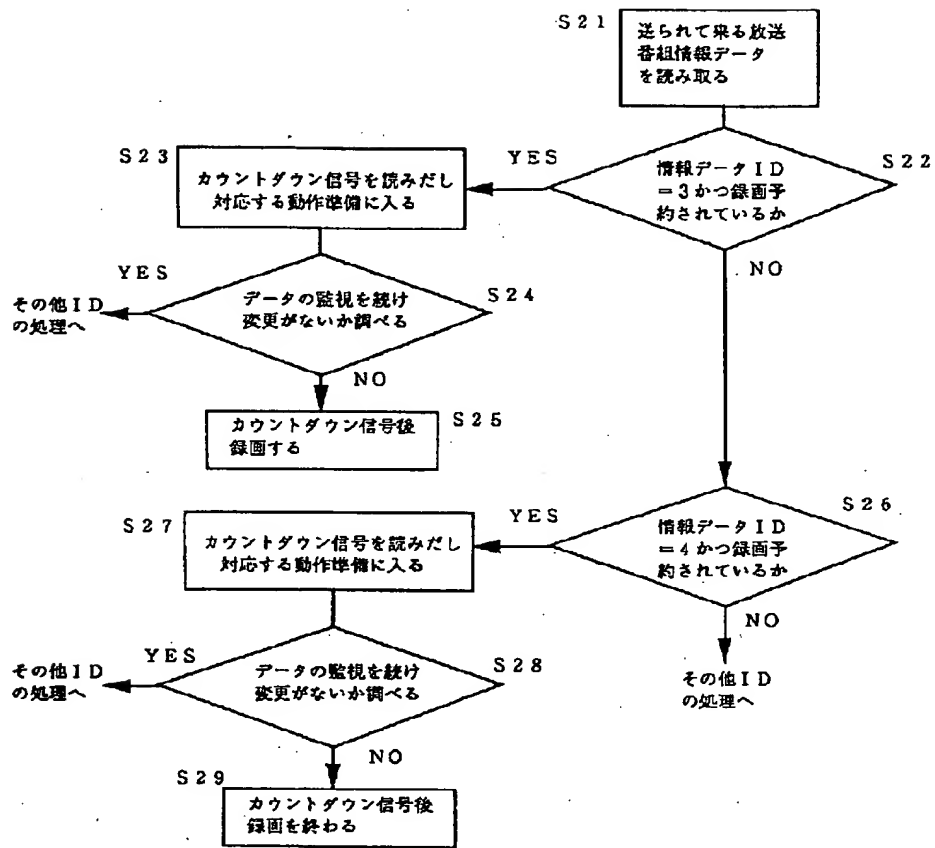 S21
送られて来る放送
番組情報データ
を読み取る
S22
情報データID
=3かつ録画予
約されているか
YES
NO
S23
カウントダウン信号を読みだし
対応する動作準備に入る
S24
データの監視を続け
変更がないか調べる
YES
その他ID
の処理へ
NO
S25
カウントダウン信号後
録画する
S26
情報データID
=4かつ録画予
約されているか
YES
NO
その他ID
の処理へ
S27
カウントダウン信号を読みだし
対応する動作準備に入る
S28
データの監視を続け
変更がないか調べる
YES
その他ID
の処理へ
NO
S29
カウントダウン信号後
録画を終わる